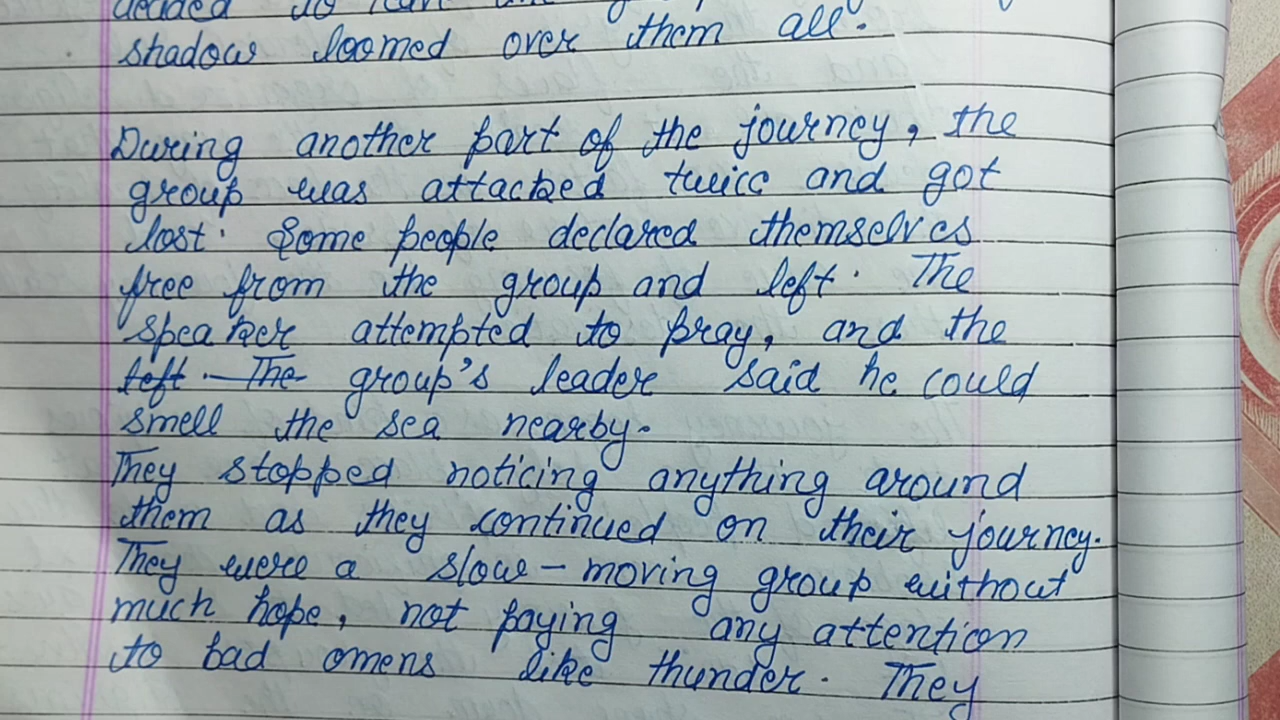 decided to
shadow loomed over them all.
During another part of the journey, the
group was attacked twice and got
lost. Some people declared themselves
free from the group and left. The
speaker attempted to pray, and the
left. The group's leader said he could
smell the sea nearby.
They stopped noticing anything around
them as they continued on their journey.
They were a slow-moving group without
much hope, not paying any attention
to bad omens like thunder. They